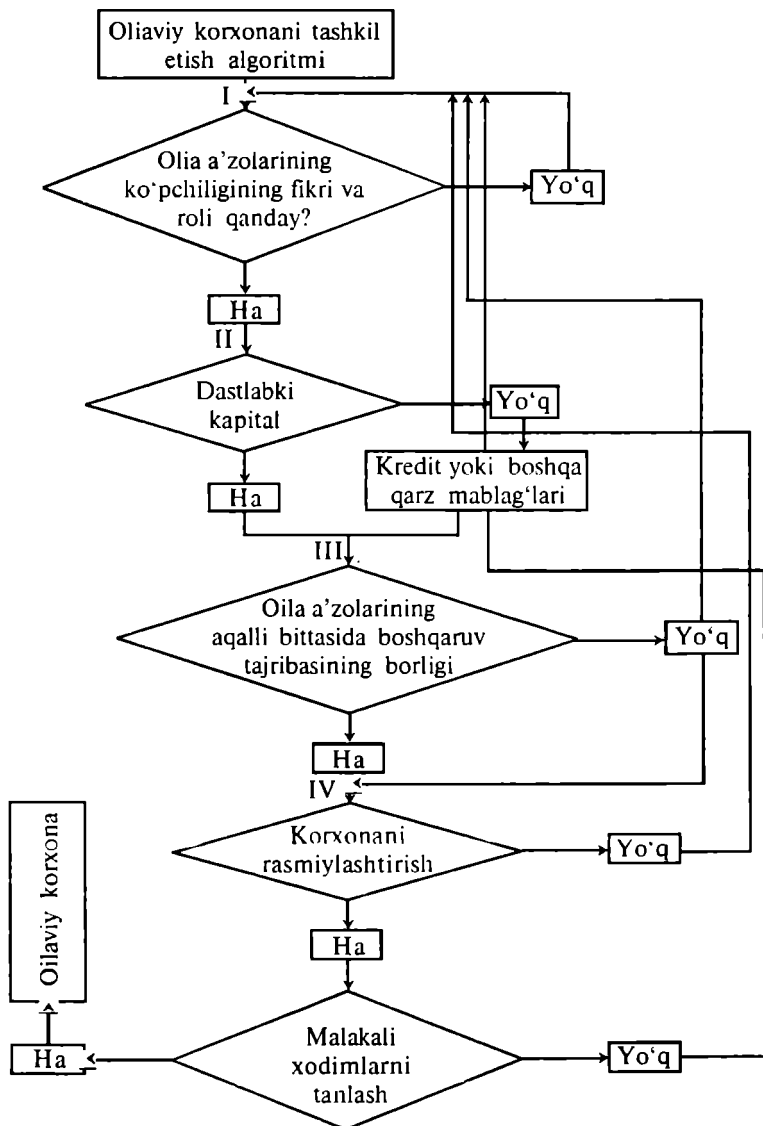 Oliaviy korxonani tashkil
etish algoritmi
I
Olia a’zolarining
ko‘pchiligining fikri va
roli qanday?
Yo‘q
Ha
II
Dastlabki
kapital
Yo‘q
Kredit yoki boshqa
qarz mablag‘lari
Ha
III
Oila a’zolarining
aqalli bittasida boshqaruv
tajribasining borligi
Yo‘q
Ha
IV
Korxonani
rasmiylashtirish
Yo‘q
Ha
Oilaviy korxona
Malakali
xodimlarni
tanlash
Ha
Yo‘q